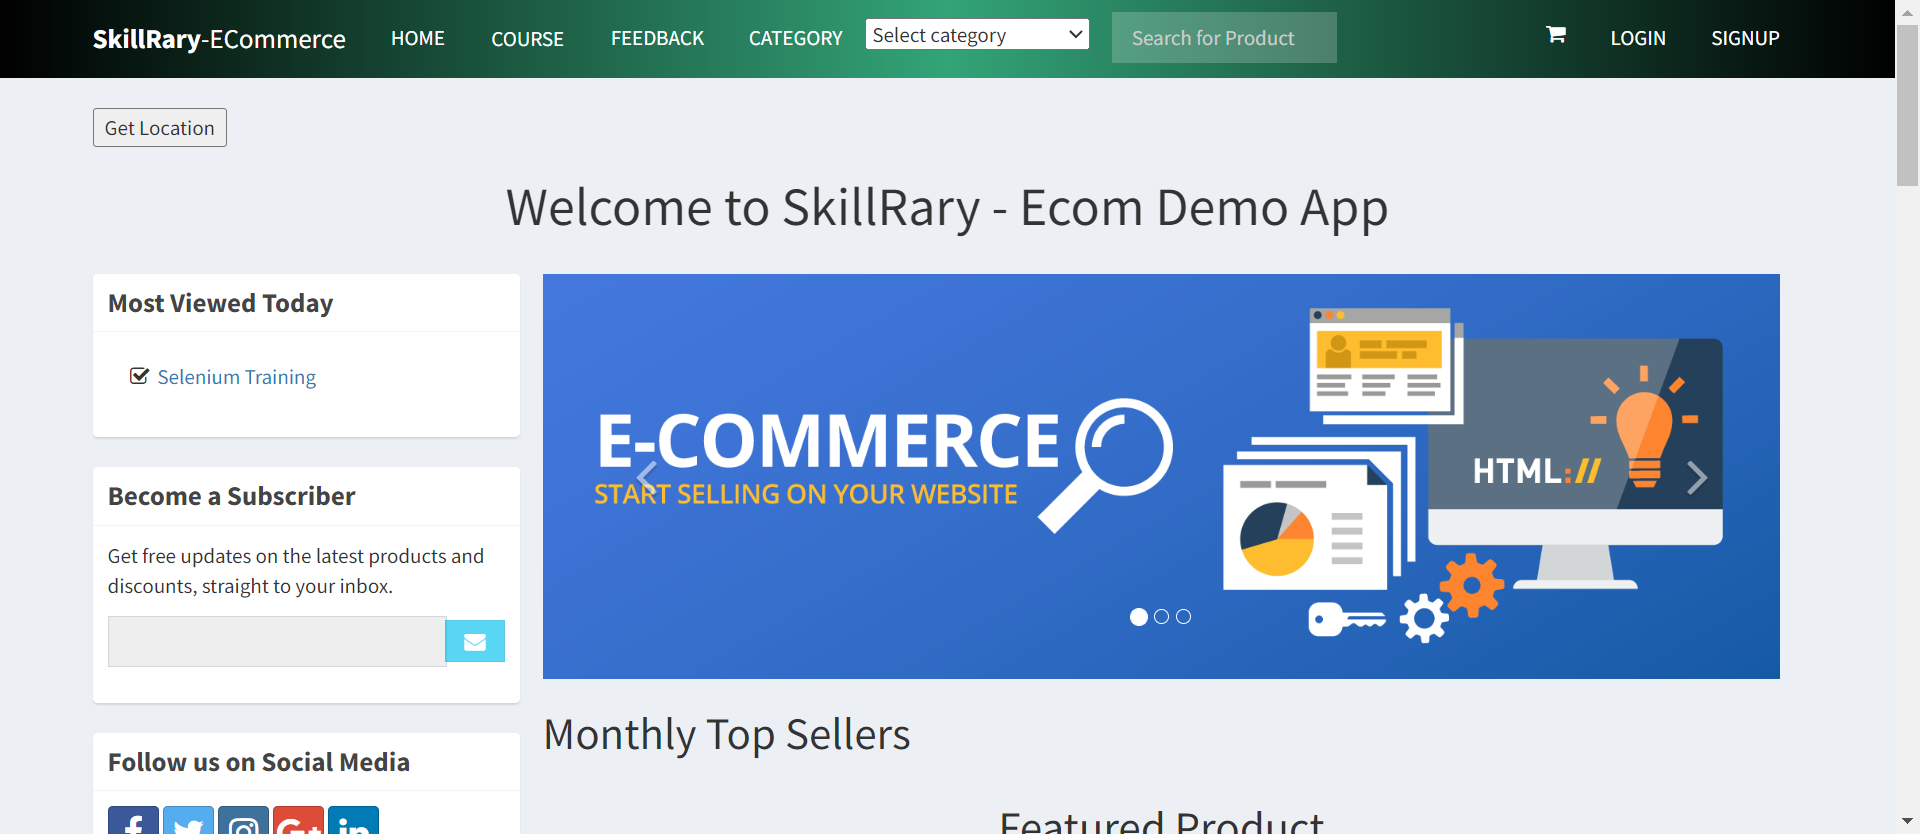 SkillRary-ECommerce HOME COURSE FEEDBACK CATEGORY Select category Search for Product LOGIN SIGNUP
Get Location
Welcome to SkillRary - Ecom Demo App
Most Viewed Today
Selenium Training
Become a Subscriber
Get free updates on the latest products and
discounts, straight to your inbox.
Follow us on Social Media
E-COMMERCE
START SELLING ON YOUR WEBSITE
HTML://
Monthly Top Sellers
Featured Product